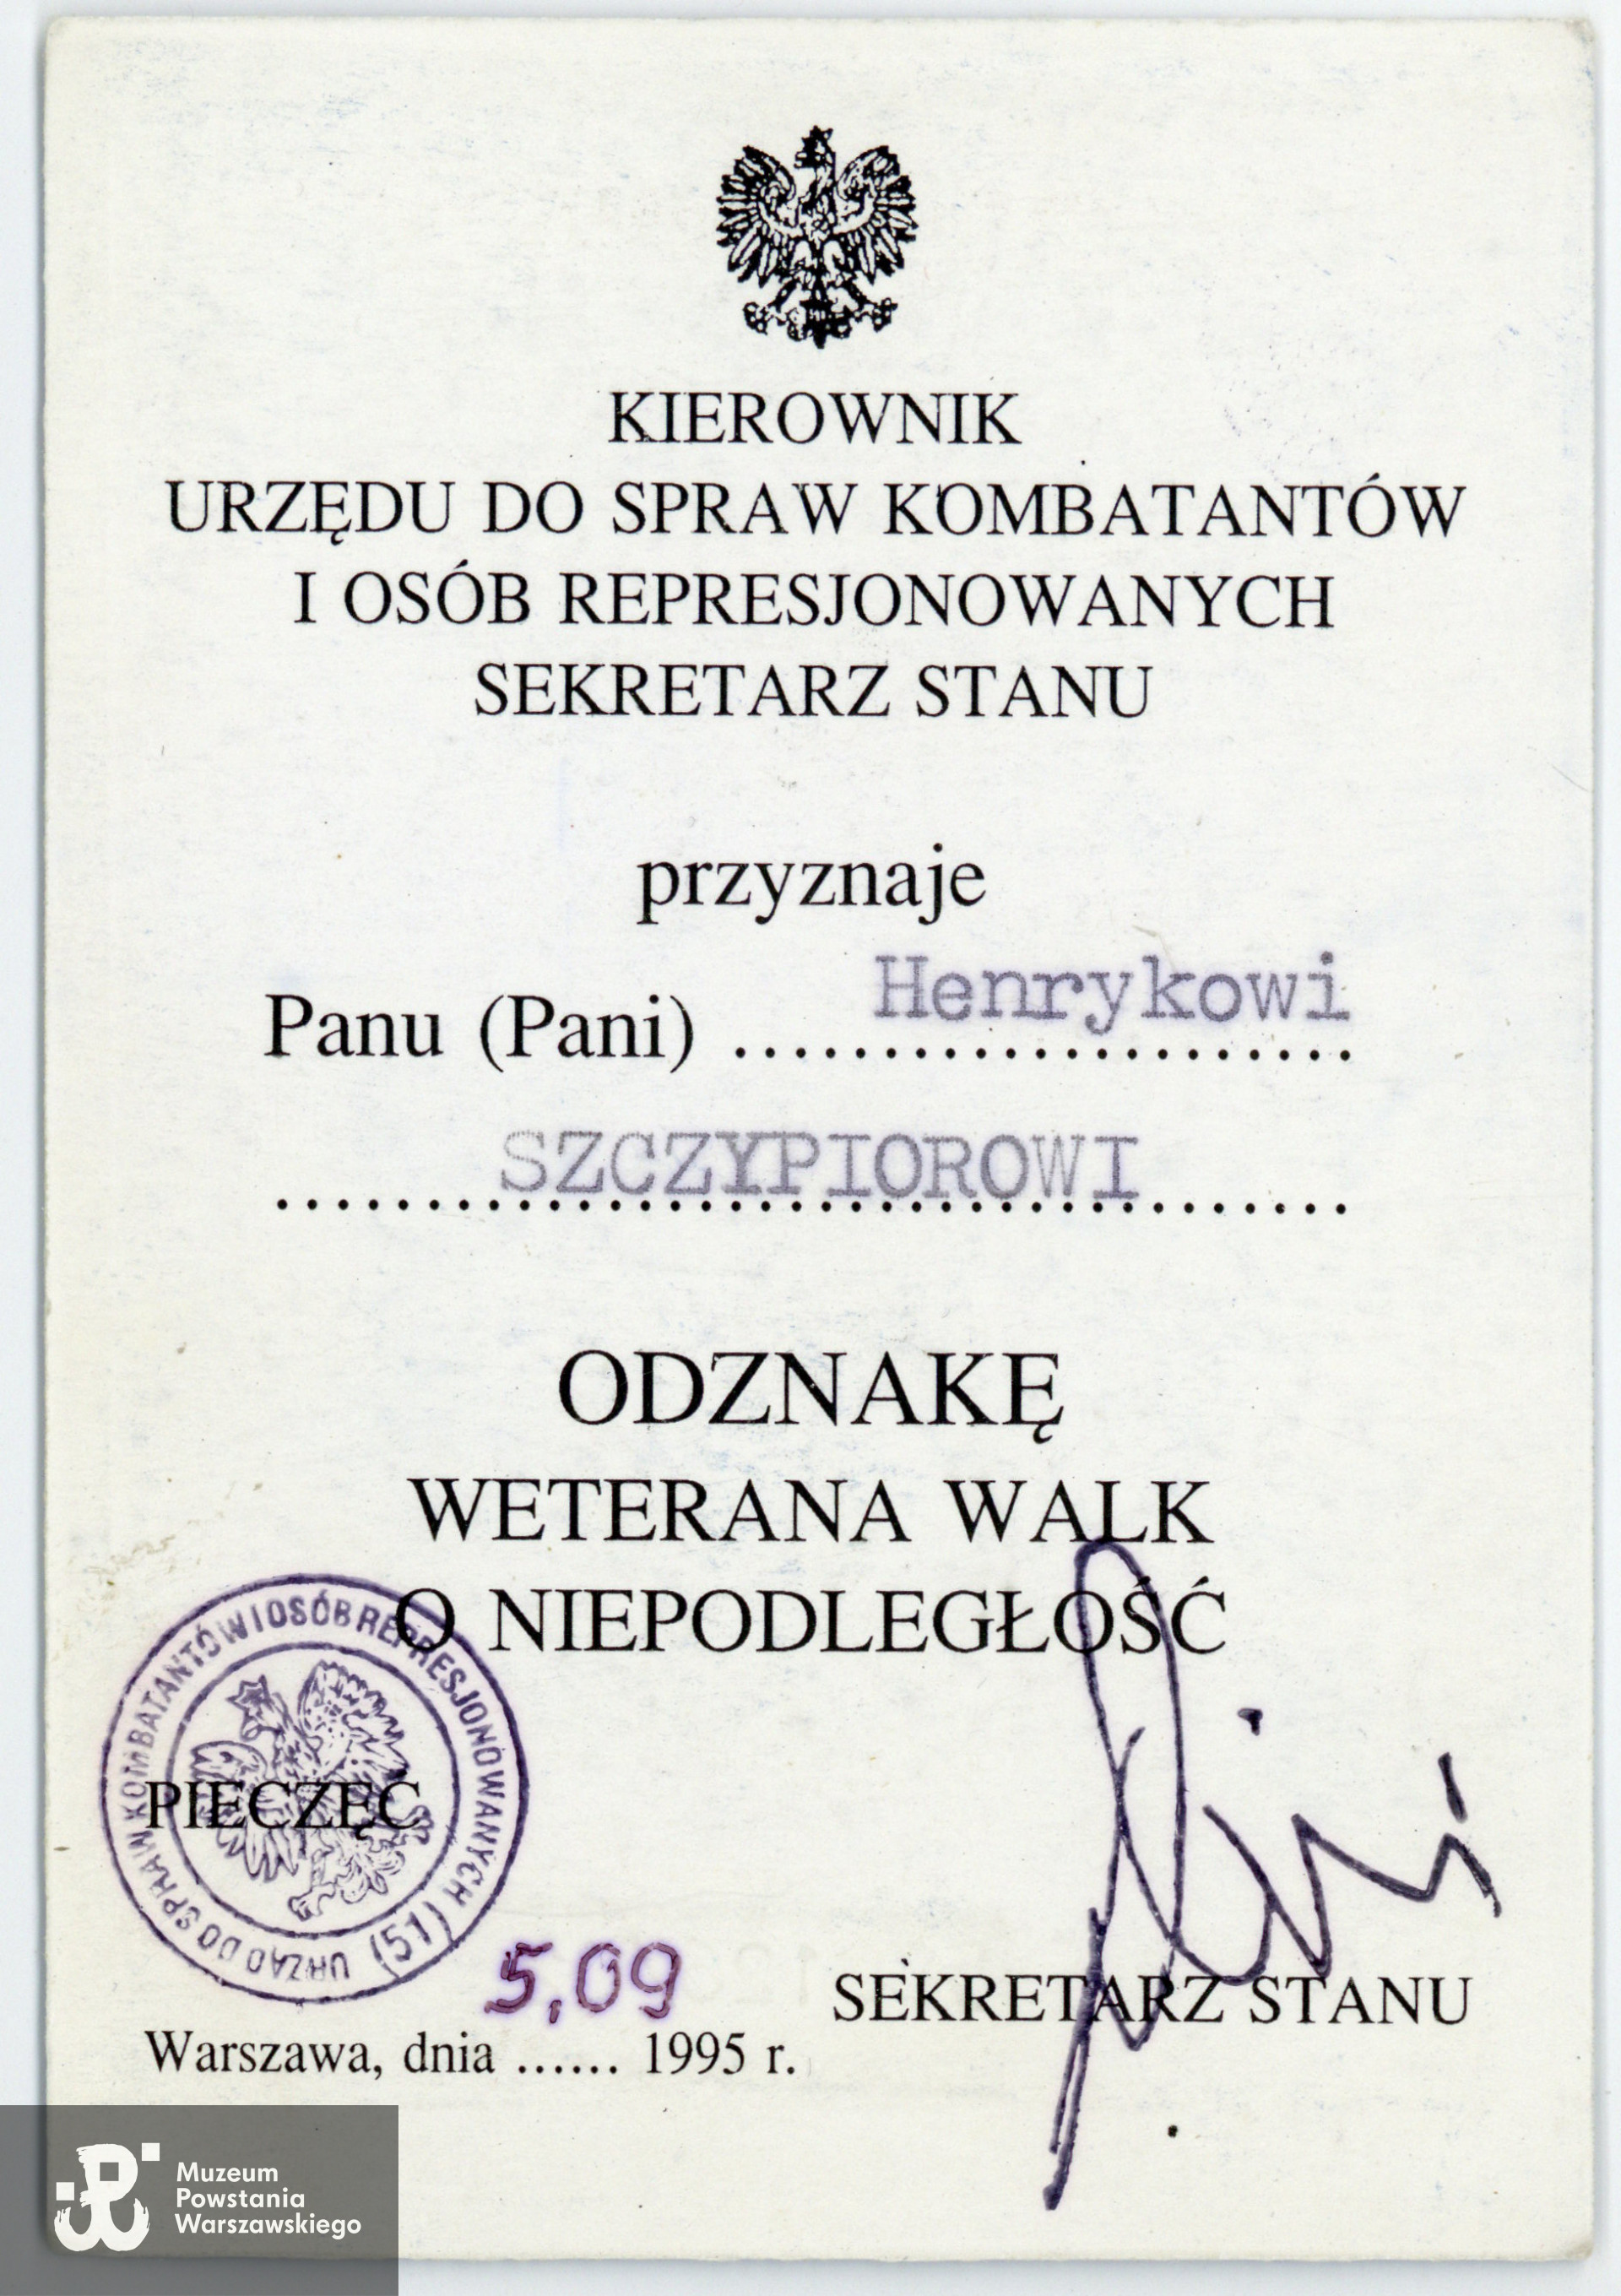 KIEROWNIK
URZĘDU DO SPRAW KOMBATANTÓW
I OSÓB REPRESJONOWANYCH
SEKRETARZ STANU
przyznaje
Panu (Pani) ..................... Henrykowi
SZCZYPIOROWI
....................................
ODZNAKĘ
WETERANA WALK
O NIEPODLEGŁOŚĆ
URZĄD DO SPRAW KOMBATANTÓW I OSÓB REPRESJONOWANYCH (51)
PIECZĘĆ
SEKRETARZ STANU
5,09
Warszawa, dnia ...... 1995 r.
Muzeum
Powstania
Warszawskiego